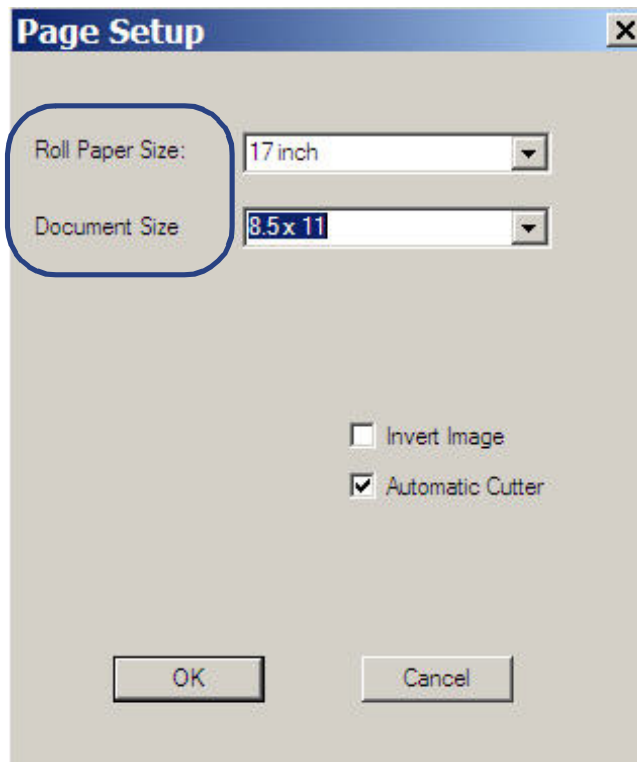 Page Setup
Roll Paper Size: 17 inch
Document Size 8.5 x 11
Invert Image
Automatic Cutter
OK Cancel